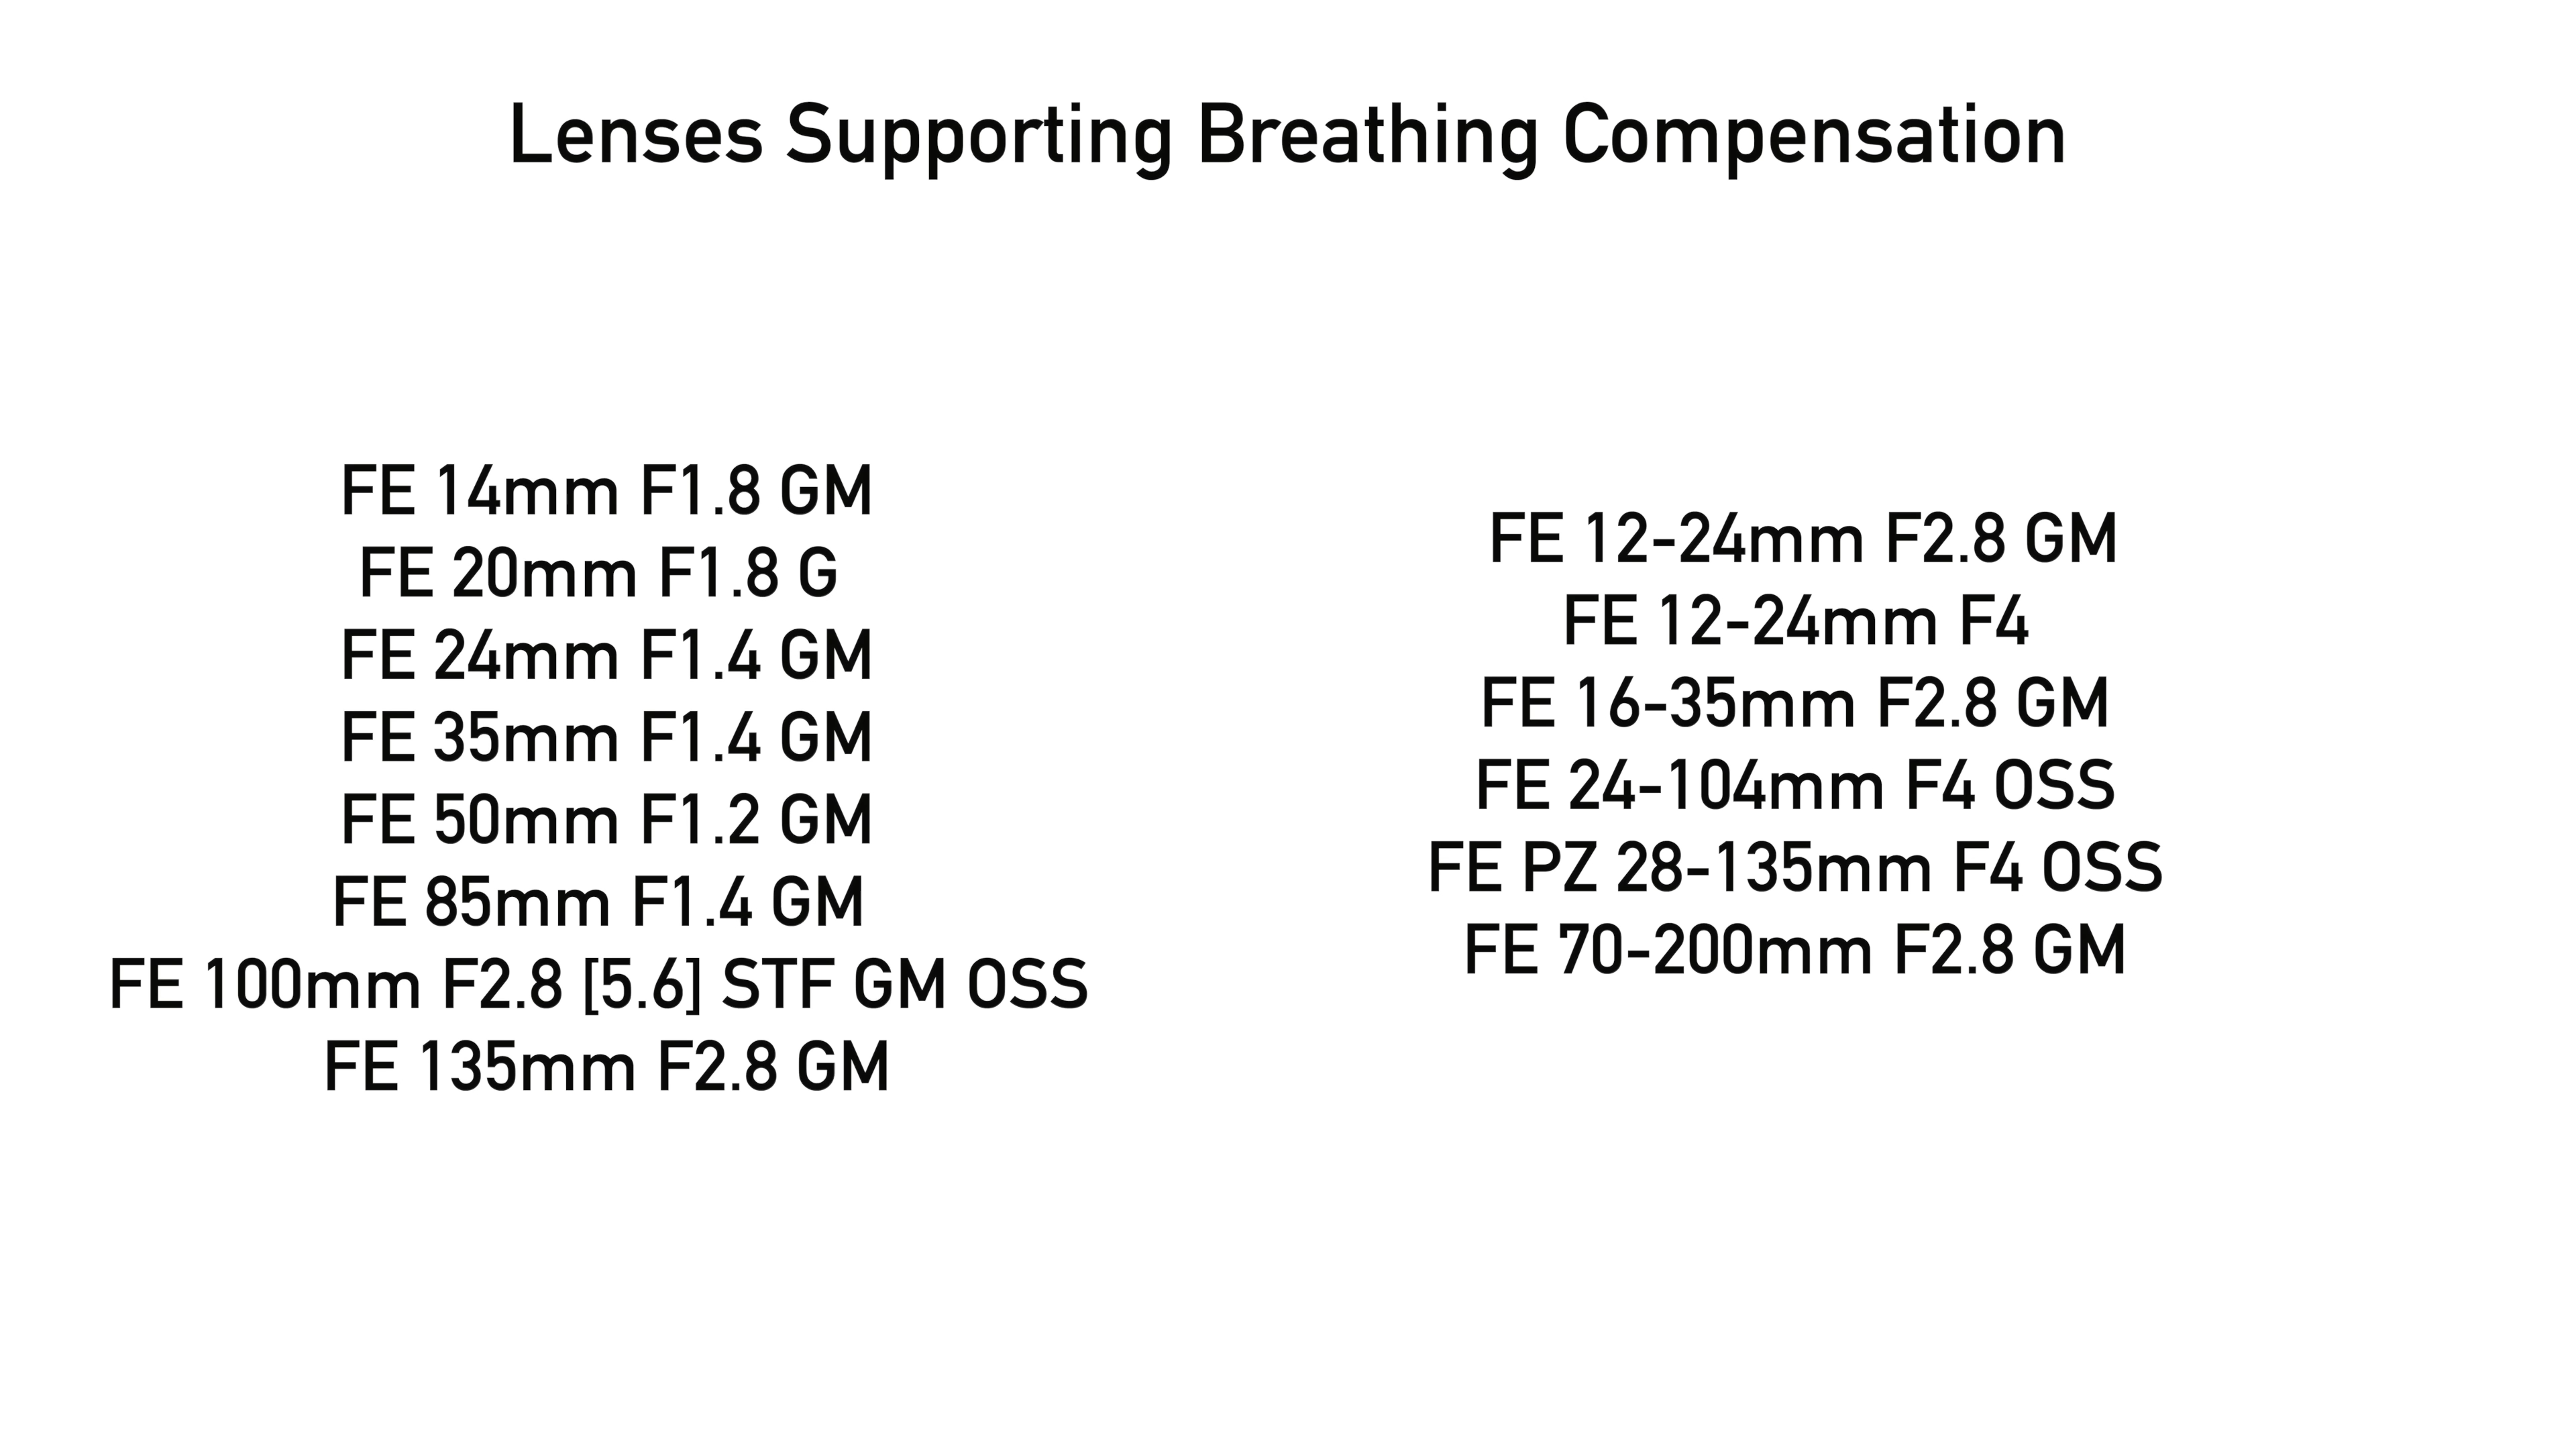 Lenses Supporting Breathing Compensation
FE 14mm F1.8 GM
FE 20mm F1.8 G
FE 24mm F1.4 GM
FE 35mm F1.4 GM
FE 50mm F1.2 GM
FE 85mm F1.4 GM
FE 100mm F2.8 [5.6] STF GM OSS
FE 135mm F2.8 GM
FE 12-24mm F2.8 GM
FE 12-24mm F4
FE 16-35mm F2.8 GM
FE 24-104mm F4 OSS
FE PZ 28-135mm F4 OSS
FE 70-200mm F2.8 GM